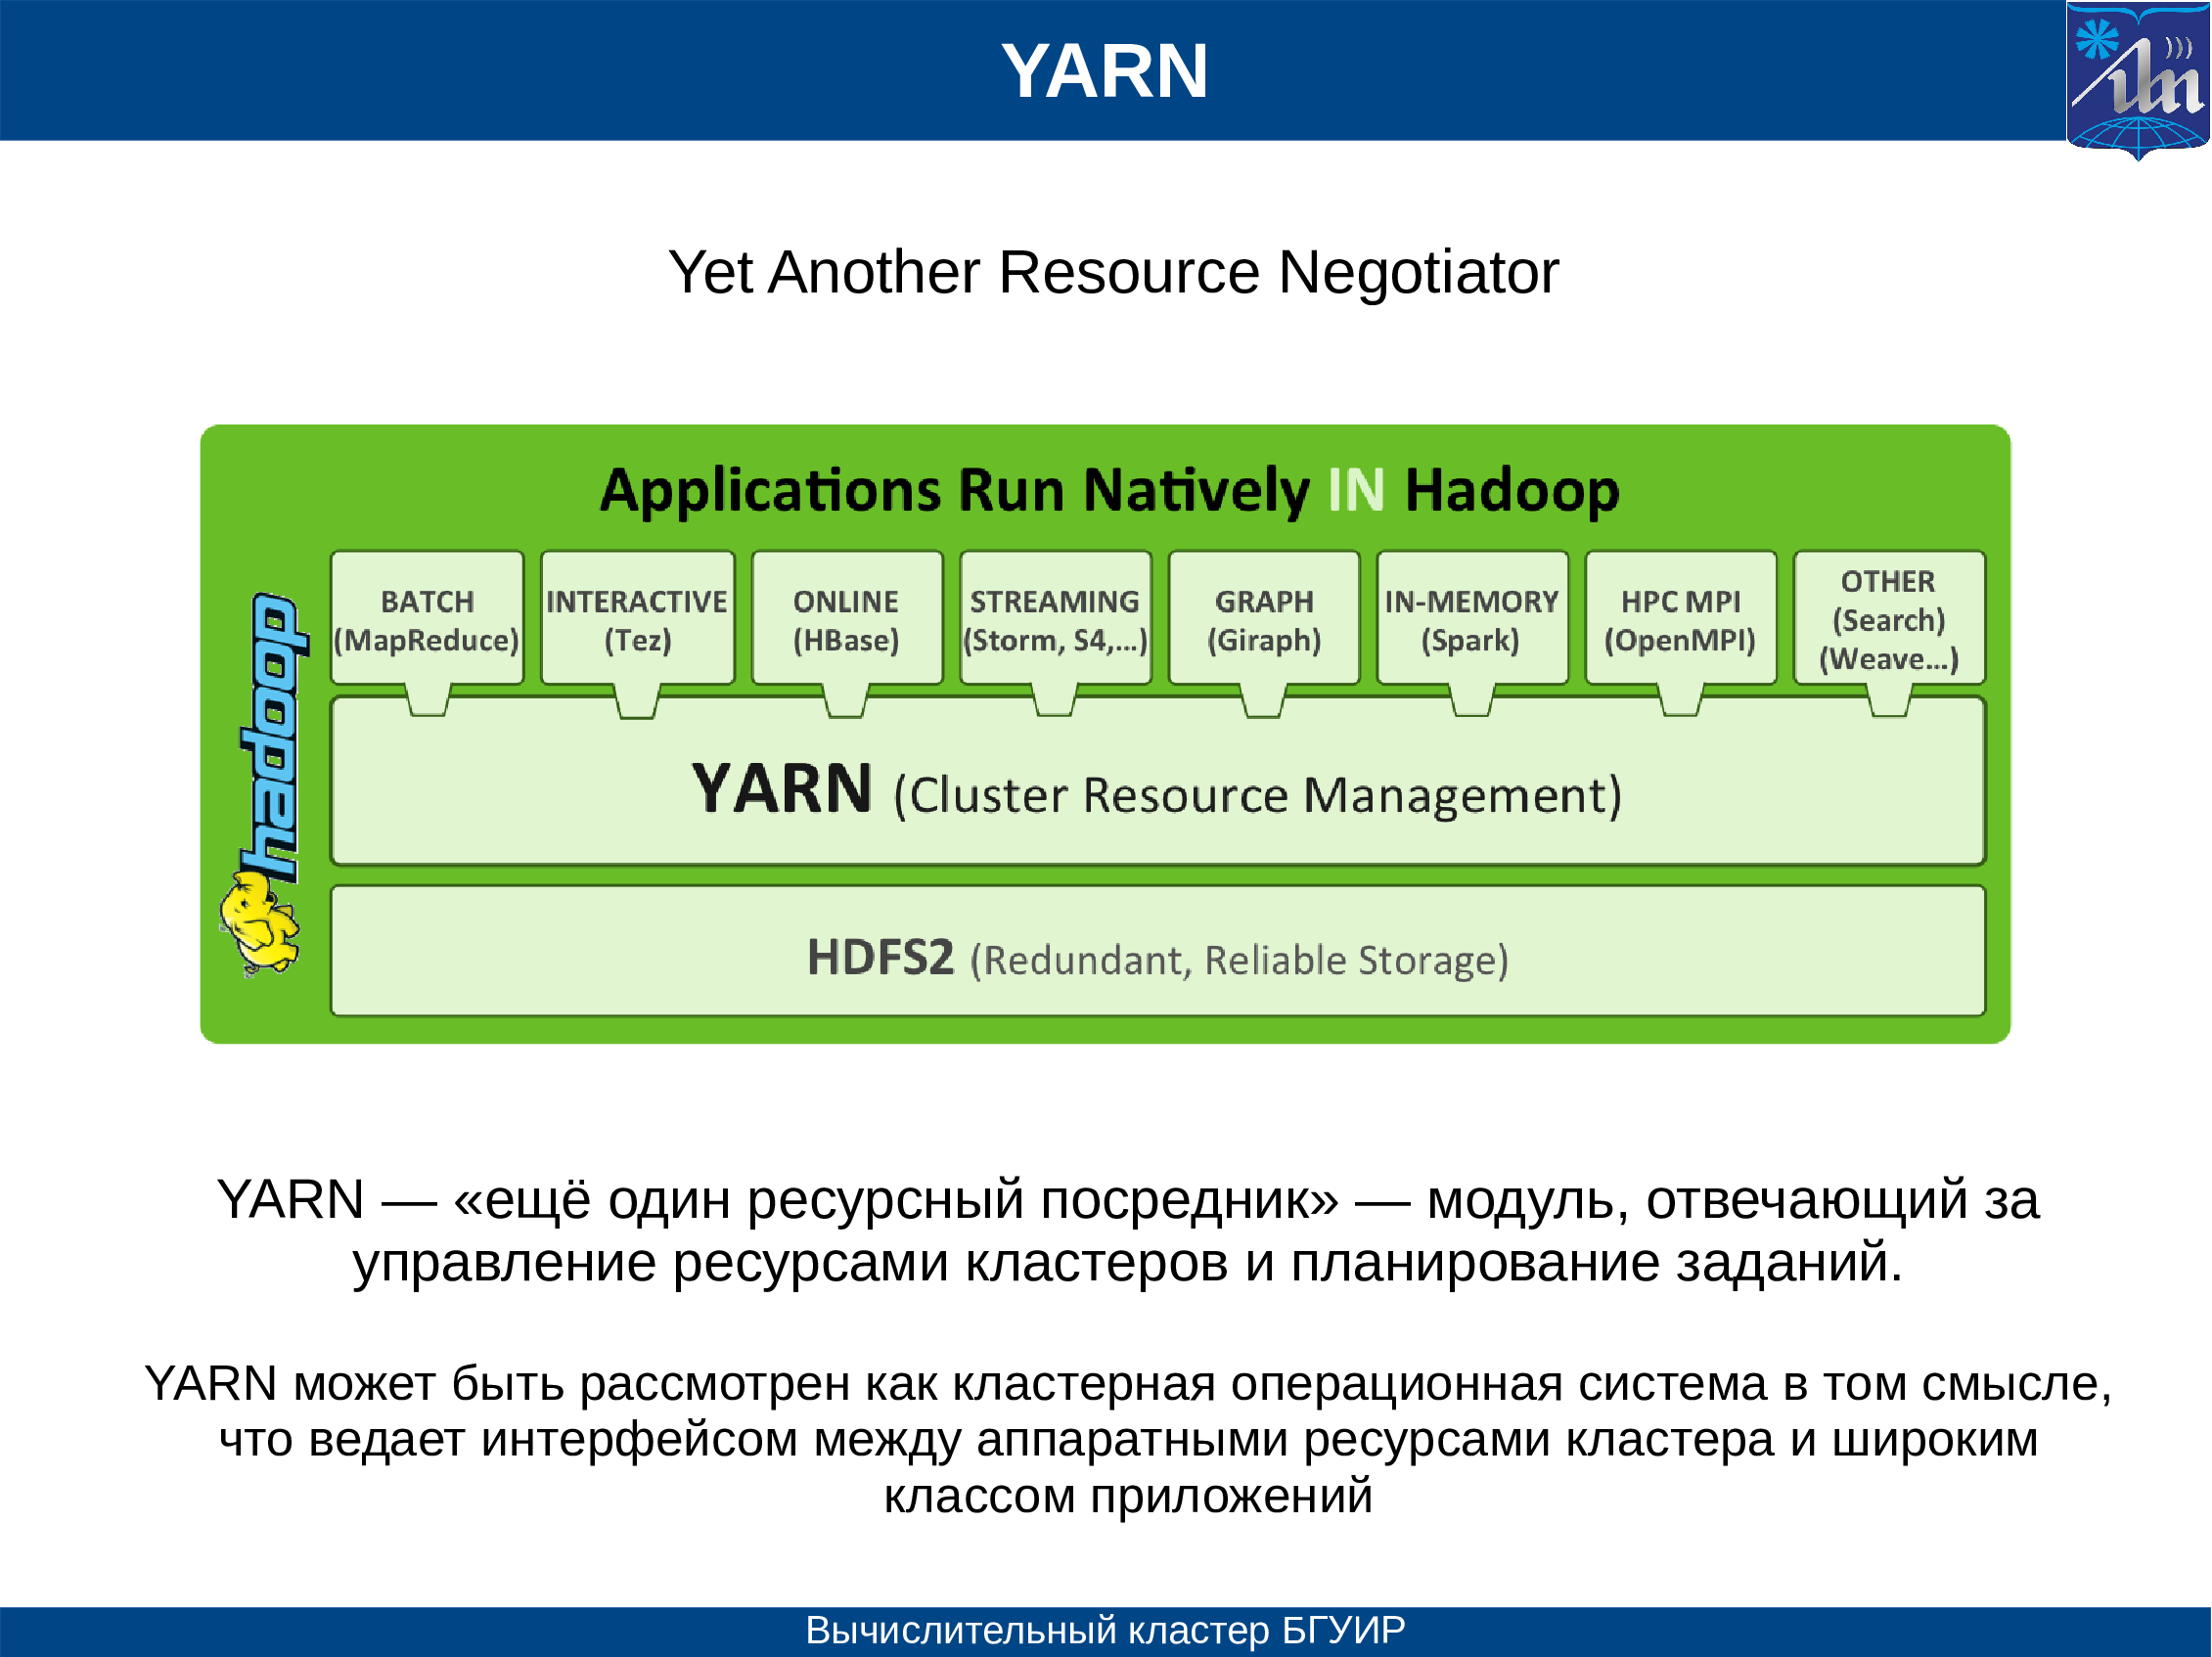 YARN
Yet Another Resource Negotiator
Applications Run Natively IN Hadoop
BATCH
(MapReduce)
INTERACTIVE
(Tez)
ONLINE
(HBase)
STREAMING
(Storm, S4,...)
GRAPH
(Giraph)
IN-MEMORY
(Spark)
HPC MPI
(OpenMPI)
OTHER
(Search)
(Weave...)
hadoop
YARN (Cluster Resource Management)
HDFS2 (Redundant, Reliable Storage)
YARN — «ещё один ресурсный посредник» — модуль, отвечающий за
управление ресурсами кластеров и планирование заданий.
YARN может быть рассмотрен как кластерная операционная система в том смысле,
что ведает интерфейсом между аппаратными ресурсами кластера и широким
классом приложений
Вычислительный кластер БГУИР